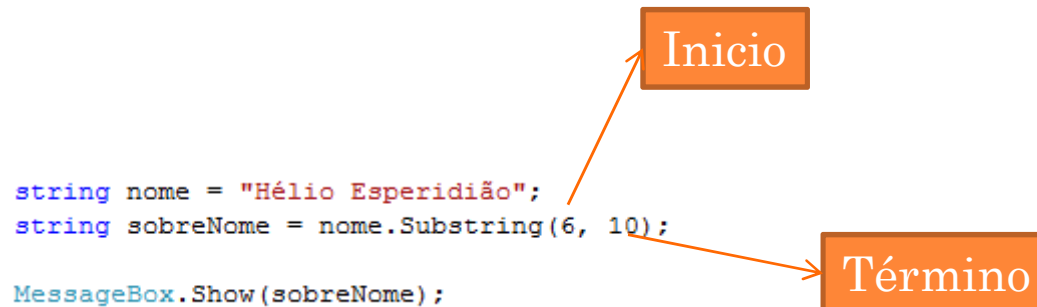 Inicio
string nome = "Hélio Esperidião";
string sobreNome = nome.Substring(6, 10);
Término
MessageBox.Show(sobreNome);